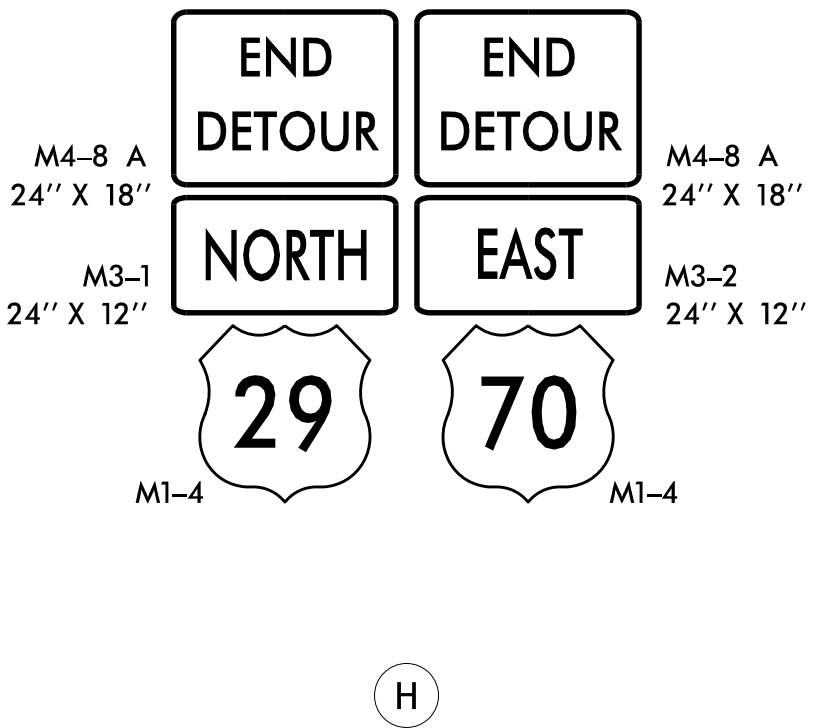 END
DETOUR
END
DETOUR
M4–8 A
24'' X 18''
M4–8 A
24'' X 18''
NORTH
EAST
M3–1
24'' X 12''
M3–2
24'' X 12''
29
70
M1–4
M1–4
H